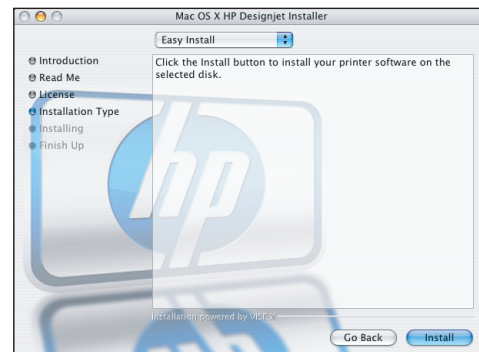 Mac OS X HP Designjet Installer
Easy Install
Introduction
Read Me
License
Installation Type
Installing
Finish Up
Click the Install button to install your printer software on the
selected disk.
hp
Installation powered by VISE X
Go Back
Install